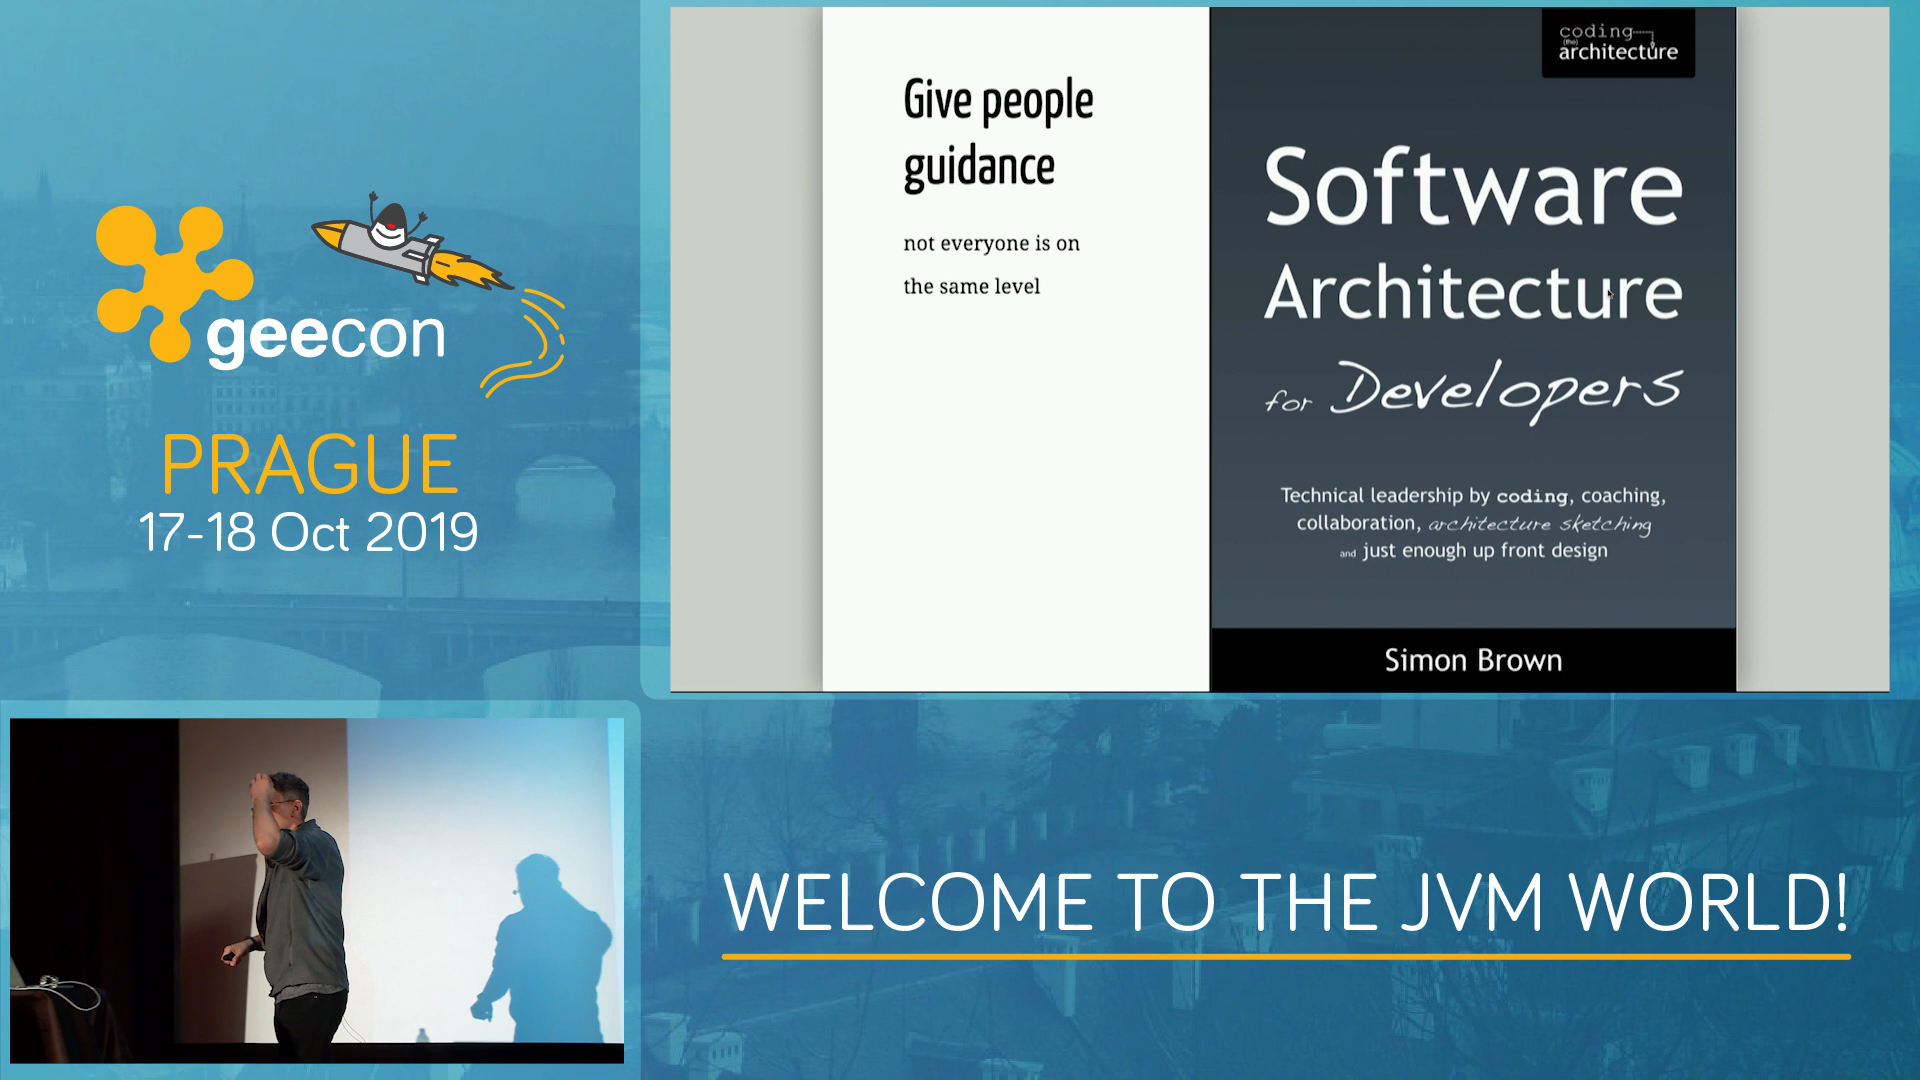 geecon
PRAGUE
17-18 Oct 2019
Give people
guidance
not everyone is on
the same level
coding
(the)
architecture
Software
Architecture
for Developers
Technical leadership by coding, coaching,
collaboration, architecture sketching
and just enough up front design
Simon Brown
WELCOME TO THE JVM WORLD!